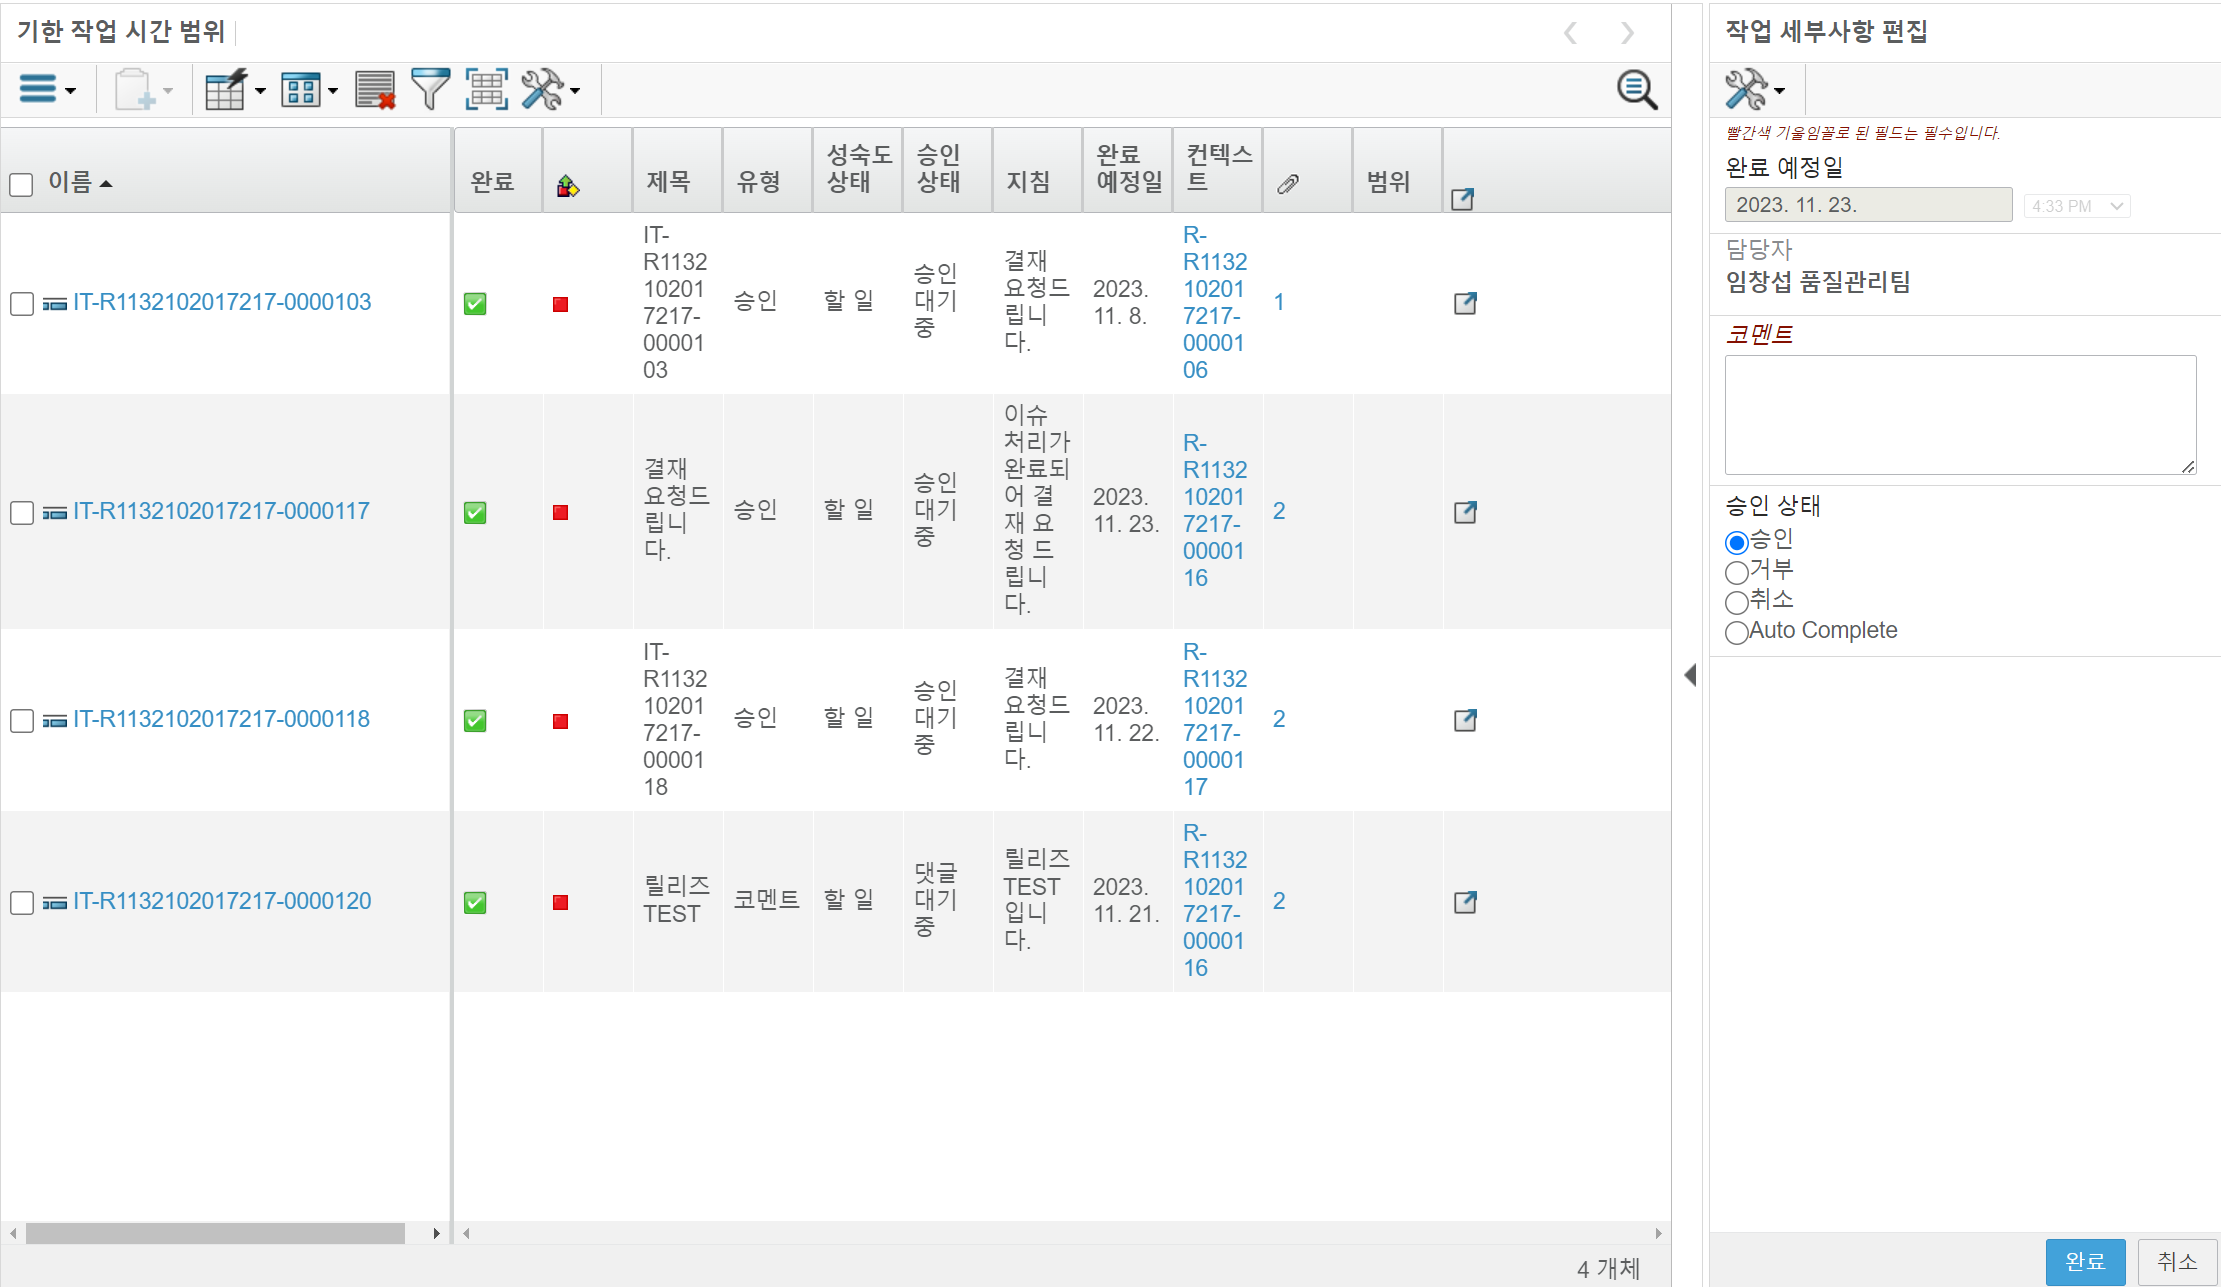 기한 작업 시간 범위
이름
완료
제목
유형
성숙도
상태
승인
상태
지침
완료
예정일
컨텍스
트
범위
IT-R1132102017217-0000103
IT-
R1132
10201
7217-
00001
03
승인
할 일
승인
대기
중
결재
요청드
립니
다.
2023.
11. 8.
R-
R1132
10201
7217-
00001
06
1
IT-R1132102017217-0000117
결재
요청드
립니
다.
승인
할 일
승인
대기
중
이슈
처리가
완료되
어 결
재 요
청 드
립니
다.
2023.
11. 23.
R-
R1132
10201
7217-
00001
16
2
IT-R1132102017217-0000118
IT-
R1132
10201
7217-
00001
18
승인
할 일
승인
대기
중
결재
요청드
립니
다.
2023.
11. 22.
R-
R1132
10201
7217-
00001
17
2
IT-R1132102017217-0000120
릴리즈
TEST
코멘트
할 일
댓글
대기
중
릴리즈
TEST
입니
다.
2023.
11. 21.
R-
R1132
10201
7217-
00001
16
2
4 개체
작업 세부사항 편집
빨간색 기울임꼴로 된 필드는 필수입니다.
완료 예정일
2023. 11. 23.
4:33 PM
담당자
임창섭 품질관리팀
코멘트
승인 상태
승인
거부
취소
Auto Complete
완료
취소